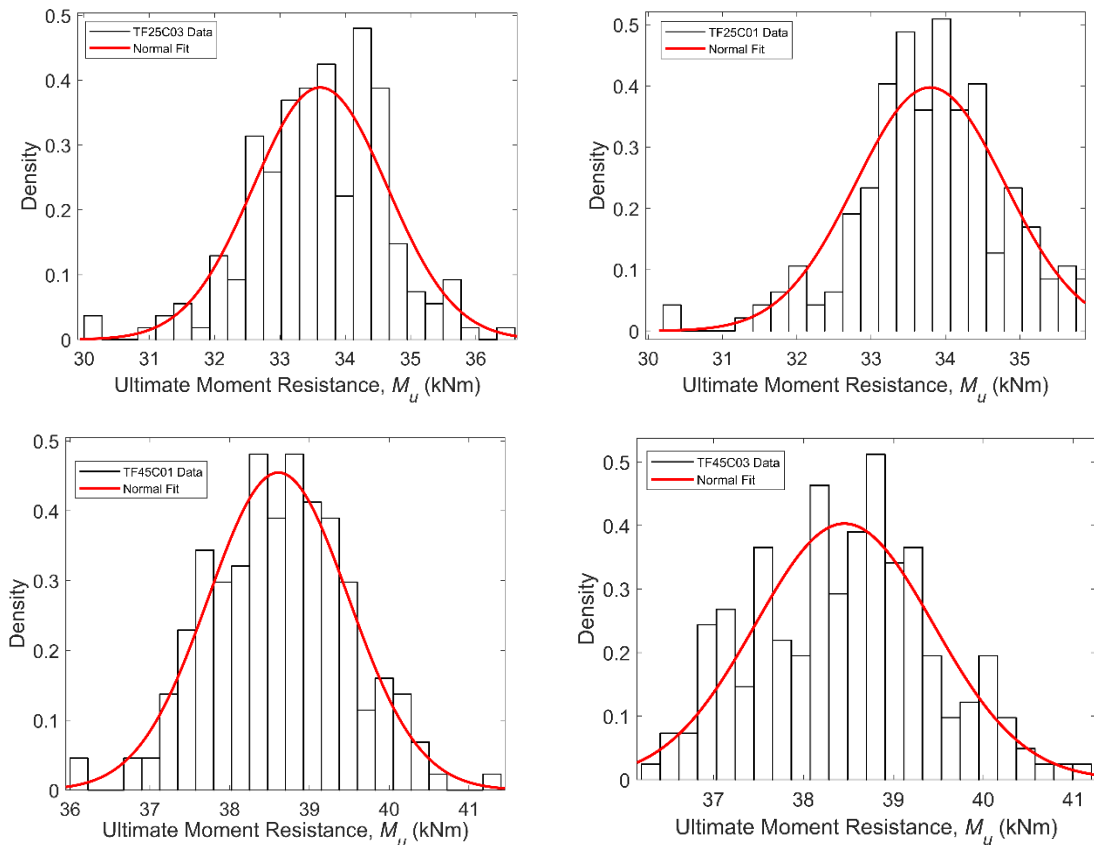 TF25C03 Data
Normal Fit
0.5
0.4
0.3
0.2
0.1
0
Density
30 31 32 33 34 35 36
Ultimate Moment Resistance, M_u (kNm)
TF25C01 Data
Normal Fit
0.5
0.4
0.3
0.2
0.1
0
Density
30 31 32 33 34 35
Ultimate Moment Resistance, M_u (kNm)
TF45C01 Data
Normal Fit
0.5
0.4
0.3
0.2
0.1
0
Density
36 37 38 39 40 41
Ultimate Moment Resistance, M_u (kNm)
TF45C03 Data
Normal Fit
0.5
0.4
0.3
0.2
0.1
0
Density
37 38 39 40 41
Ultimate Moment Resistance, M_u (kNm)